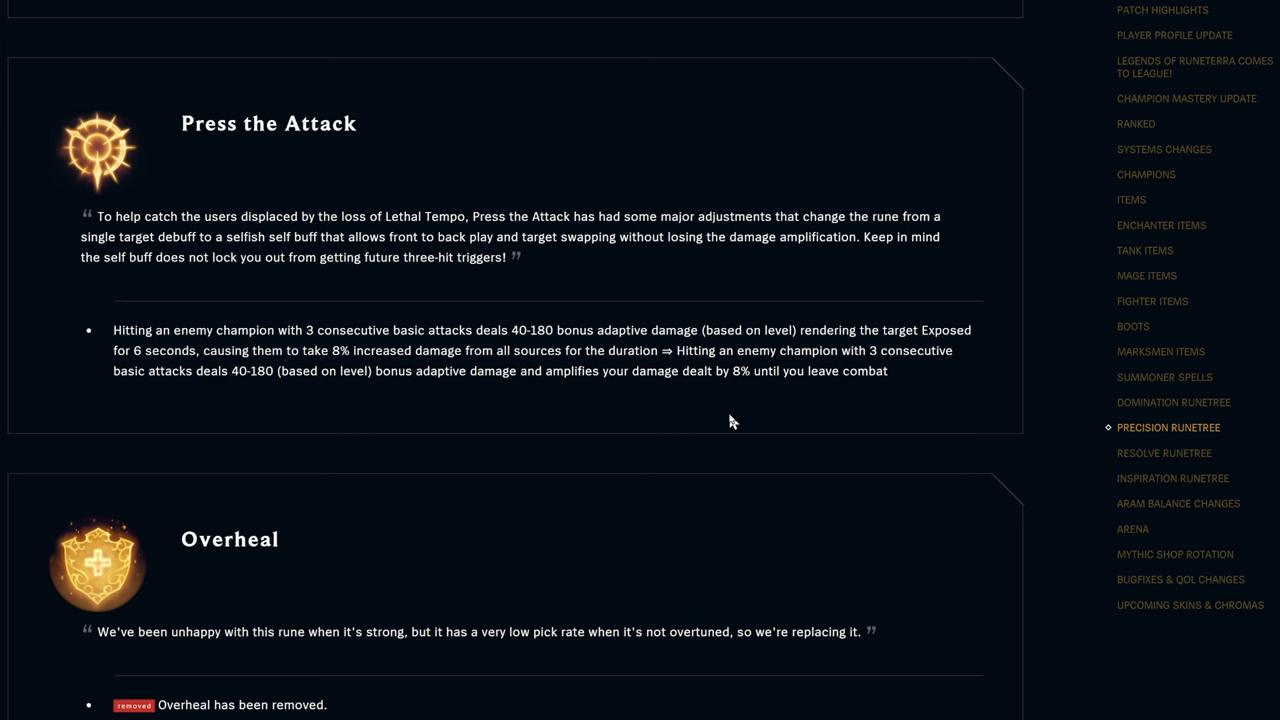 Press the Attack
“ To help catch the users displaced by the loss of Lethal Tempo, Press the Attack has had some major adjustments that change the rune from a
single target debuff to a selfish self buff that allows front to back play and target swapping without losing the damage amplification. Keep in mind
the self buff does not lock you out from getting future three-hit triggers! ”
• Hitting an enemy champion with 3 consecutive basic attacks deals 40-180 bonus adaptive damage (based on level) rendering the target Exposed
for 6 seconds, causing them to take 8% increased damage from all sources for the duration ⇒ Hitting an enemy champion with 3 consecutive
basic attacks deals 40-180 (based on level) bonus adaptive damage and amplifies your damage dealt by 8% until you leave combat
Overheal
“ We've been unhappy with this rune when it's strong, but it has a very low pick rate when it's not overtuned, so we're replacing it. ”
• removed Overheal has been removed.
PATCH HIGHLIGHTS
PLAYER PROFILE UPDATE
LEGENDS OF RUNETERRA COMES
TO LEAGUE!
CHAMPION MASTERY UPDATE
RANKED
SYSTEMS CHANGES
CHAMPIONS
ITEMS
ENCHANTER ITEMS
TANK ITEMS
MAGE ITEMS
FIGHTER ITEMS
BOOTS
MARKSMEN ITEMS
SUMMONER SPELLS
DOMINATION RUNETREE
PRECISION RUNETREE
RESOLVE RUNETREE
INSPIRATION RUNETREE
ARAM BALANCE CHANGES
ARENA
MYTHIC SHOP ROTATION
BUGFIXES & QOL CHANGES
UPCOMING SKINS & CHROMAS